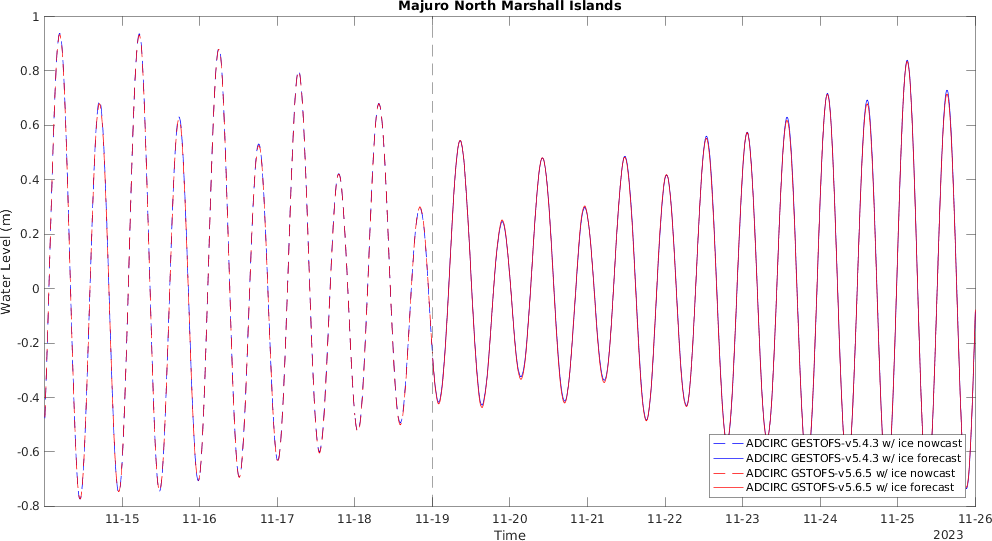 Majuro North Marshall Islands
1
0.8
0.6
0.4
0.2
0
-0.2
-0.4
-0.6
-0.8
Water Level (m)
ADCIRC GESTOFS-v5.4.3 w/ ice nowcast
ADCIRC GESTOFS-v5.4.3 w/ ice forecast
ADCIRC GSTOFS-v5.6.5 w/ ice nowcast
ADCIRC GSTOFS-v5.6.5 w/ ice forecast
11-15 11-16 11-17 11-18 11-19 11-20 11-21 11-22 11-23 11-24 11-25 11-26
Time
2023